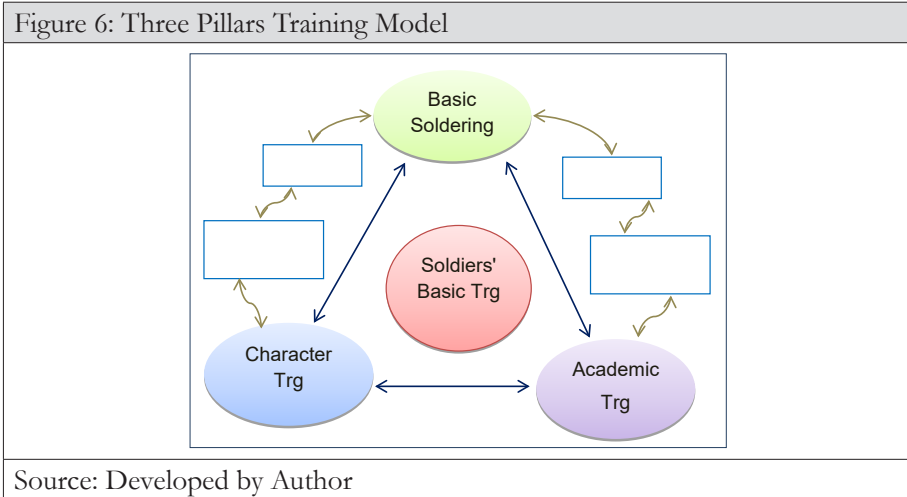 Figure 6: Three Pillars Training Model
Basic
Soldering
Soldiers'
Basic Trg
Character
Trg
Academic
Trg
Source: Developed by Author